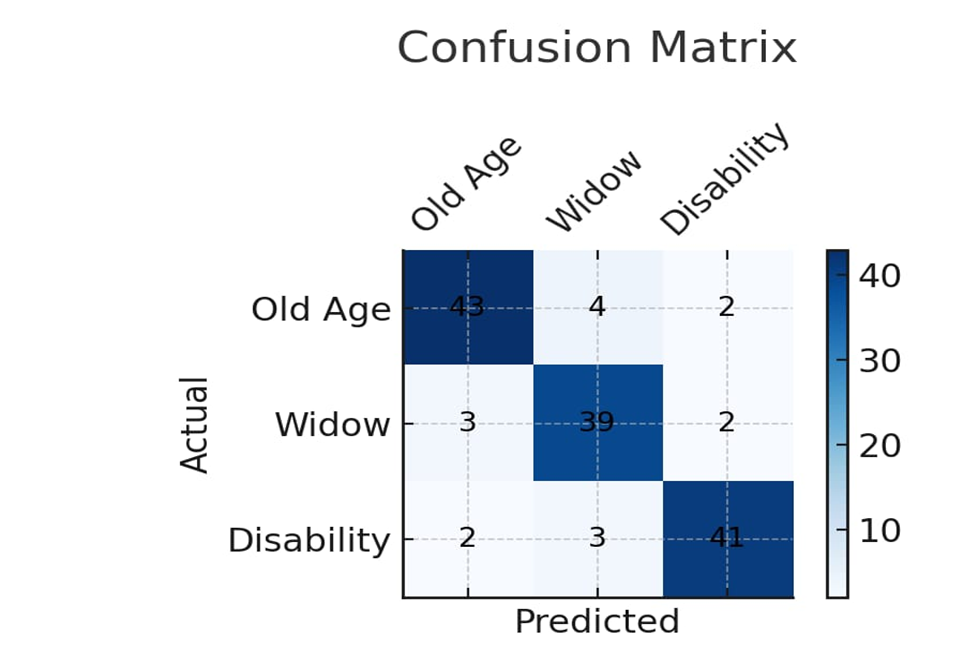 Confusion Matrix
Old Age Widow Disability
Old Age 43 4 2
Widow 3 39 2
Disability 2 3 41
Actual
Predicted
40
30
20
10